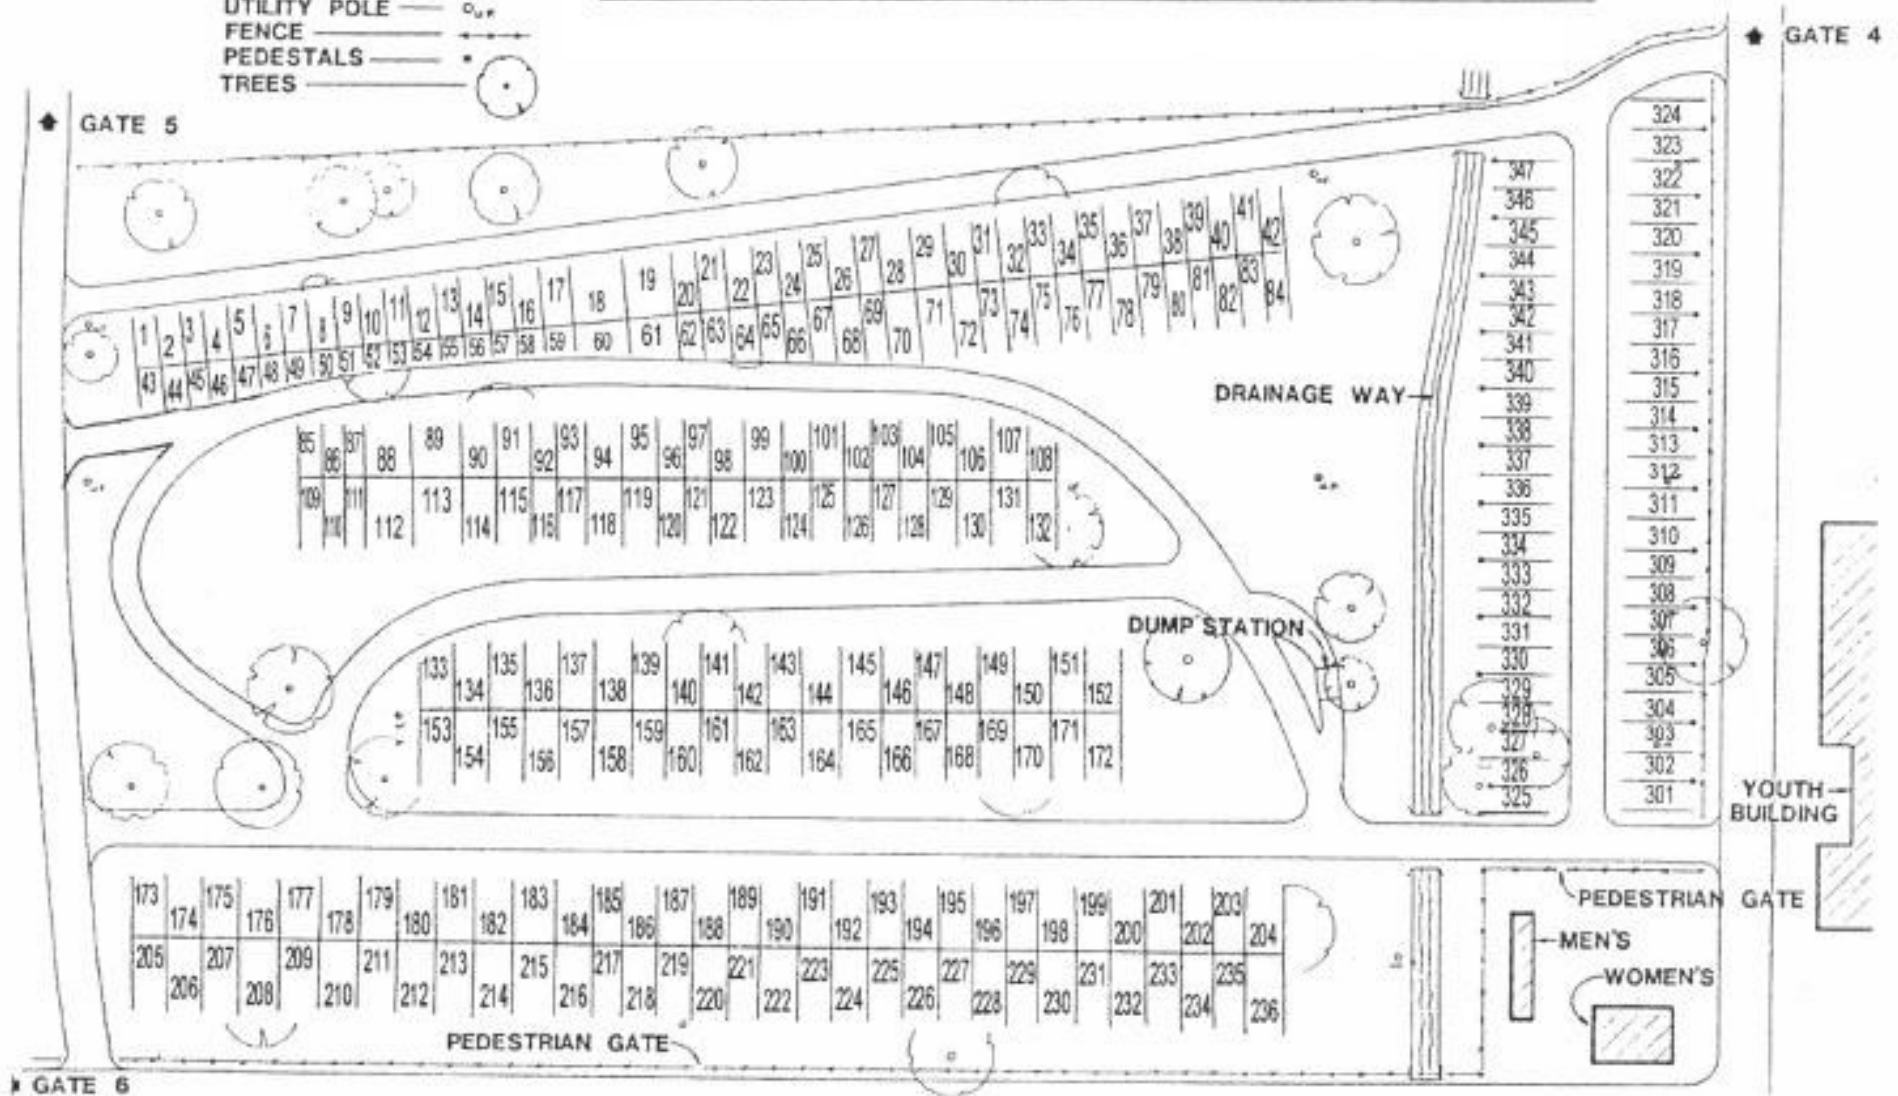 UTILITY POLE
FENCE
PEDESTALS
TREES
GATE 4
GATE 5
1 2 3 4 5 6 7 8 9 10 11 12 13 14 15 16 17 18 19 20 21 22 23 24 25 26 27 28 29 30 31 32 33 34 35 36 37 38 39 40 41 42
43 44 45 46 47 48 49 50 51 52 53 54 55 56 57 58 59 60 61 62 63 64 65 66 67 68 69 70 71 72 73 74 75 76 77 78 79 80 81 82 83 84
85 86 87 88 89 90 91 92 93 94 95 96 97 98 99 100 101 102 103 104 105 106 107 108
109 110 111 112 113 114 115 116 117 118 119 120 121 122 123 124 125 126 127 128 129 130 131 132
DRAINAGE WAY
DUMP STATION
133 134 135 136 137 138 139 140 141 142 143 144 145 146 147 148 149 150 151 152
153 154 155 156 157 158 159 160 161 162 163 164 165 166 167 168 169 170 171 172
347
346
345
344
343
342
341
340
339
338
337
336
335
334
333
332
331
330
329
328
327
326
325
324
323
322
321
320
319
318
317
316
315
314
313
312
311
310
309
308
307
306
305
304
303
302
301
YOUTH
BUILDING
173 174 175 176 177 178 179 180 181 182 183 184 185 186 187 188 189 190 191 192 193 194 195 196 197 198 199 200 201 202 203 204
205 206 207 208 209 210 211 212 213 214 215 216 217 218 219 220 221 222 223 224 225 226 227 228 229 230 231 232 233 234 235 236
PEDESTRIAN GATE
MEN'S
WOMEN'S
PEDESTRIAN GATE
GATE 6